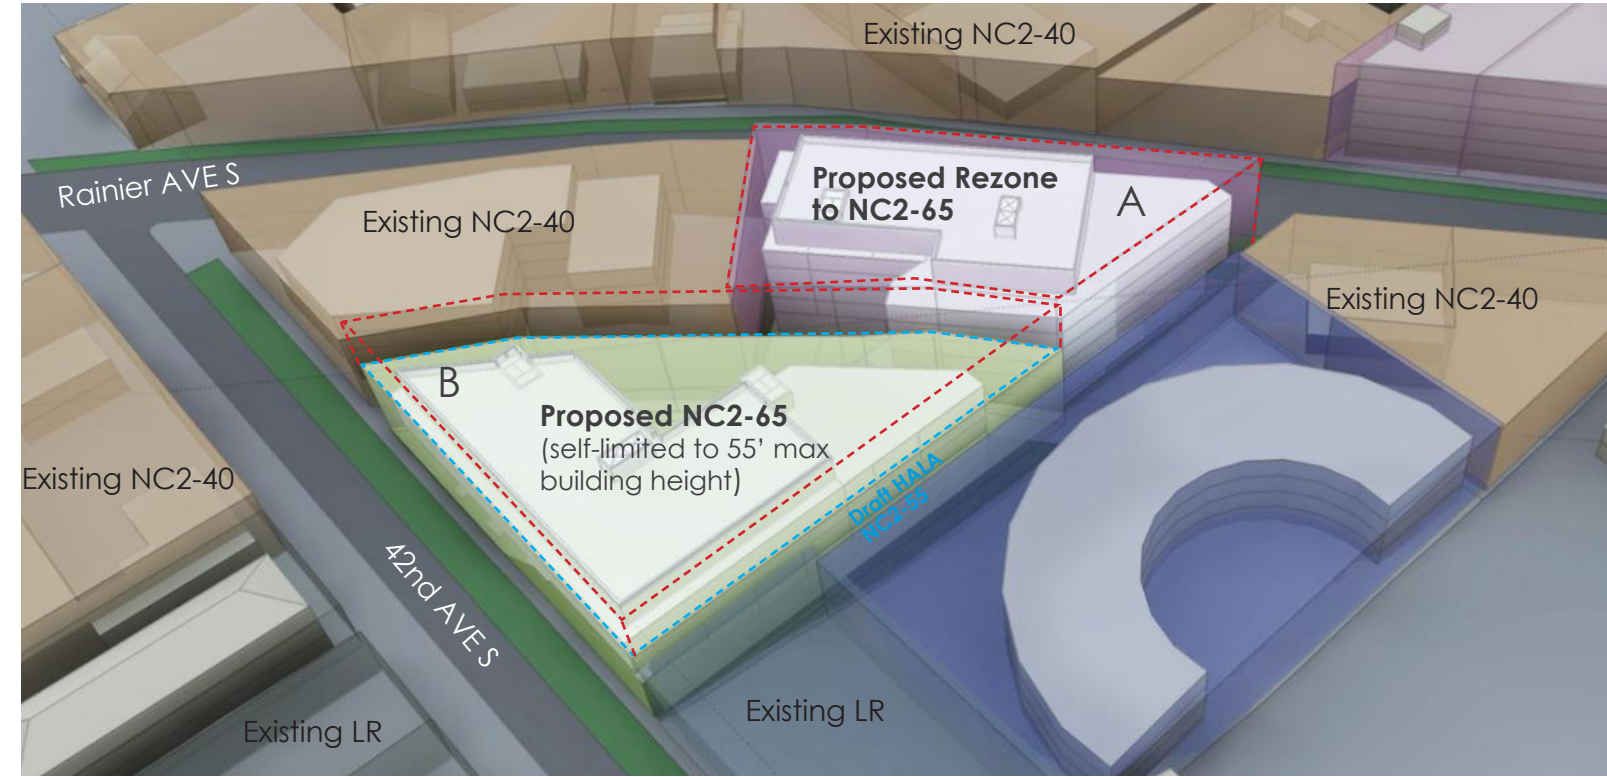 Existing NC2-40
Rainier AVE S
Proposed Rezone
to NC2-65
A
Existing NC2-40
Existing NC2-40
B
Proposed NC2-65
(self-limited to 55’ max
building height)
Existing NC2-40
Draft HALA
NC2-55
42nd AVE S
Existing LR
Existing LR